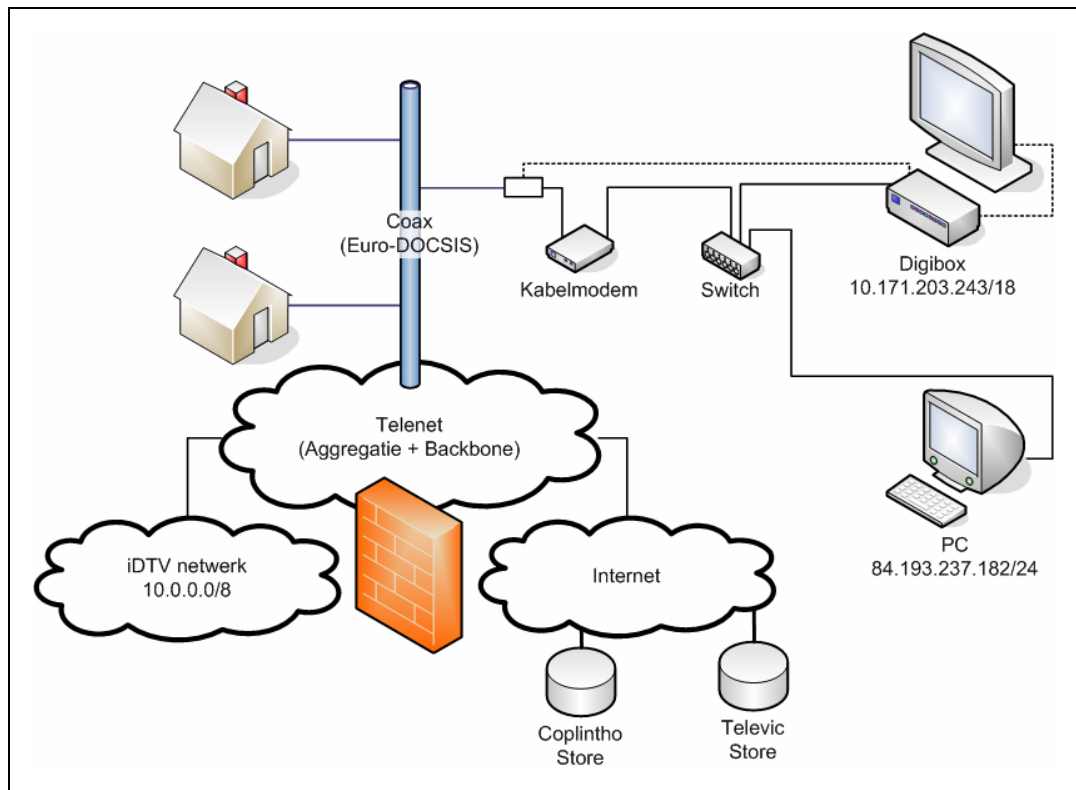 Coax
(Euro-DOCSIS)
Kabelmodem
Switch
Digibox
10.171.203.243/18
Telenet
(Aggregatie + Backbone)
PC
84.193.237.182/24
iDTV netwerk
10.0.0.0/8
Internet
Coplintho
Store
Televic
Store